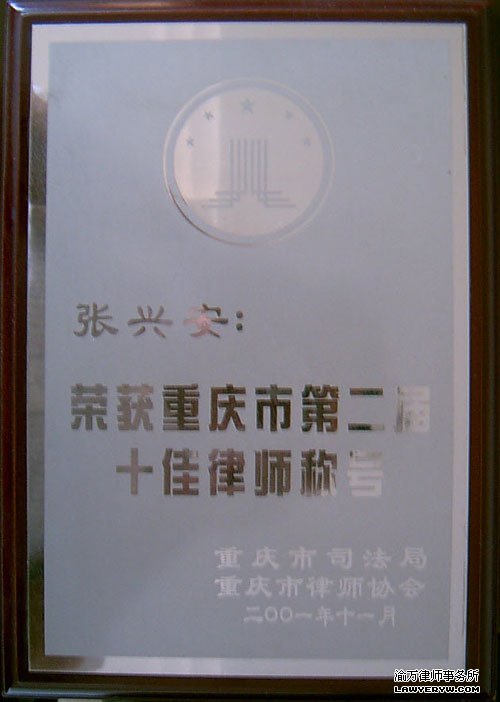 张兴安:
荣获重庆市第二届
十佳律师称号
重庆市司法局
重庆市律师协会
二〇〇一年十一月
渝万律师事务所
LAWYERYW.COM